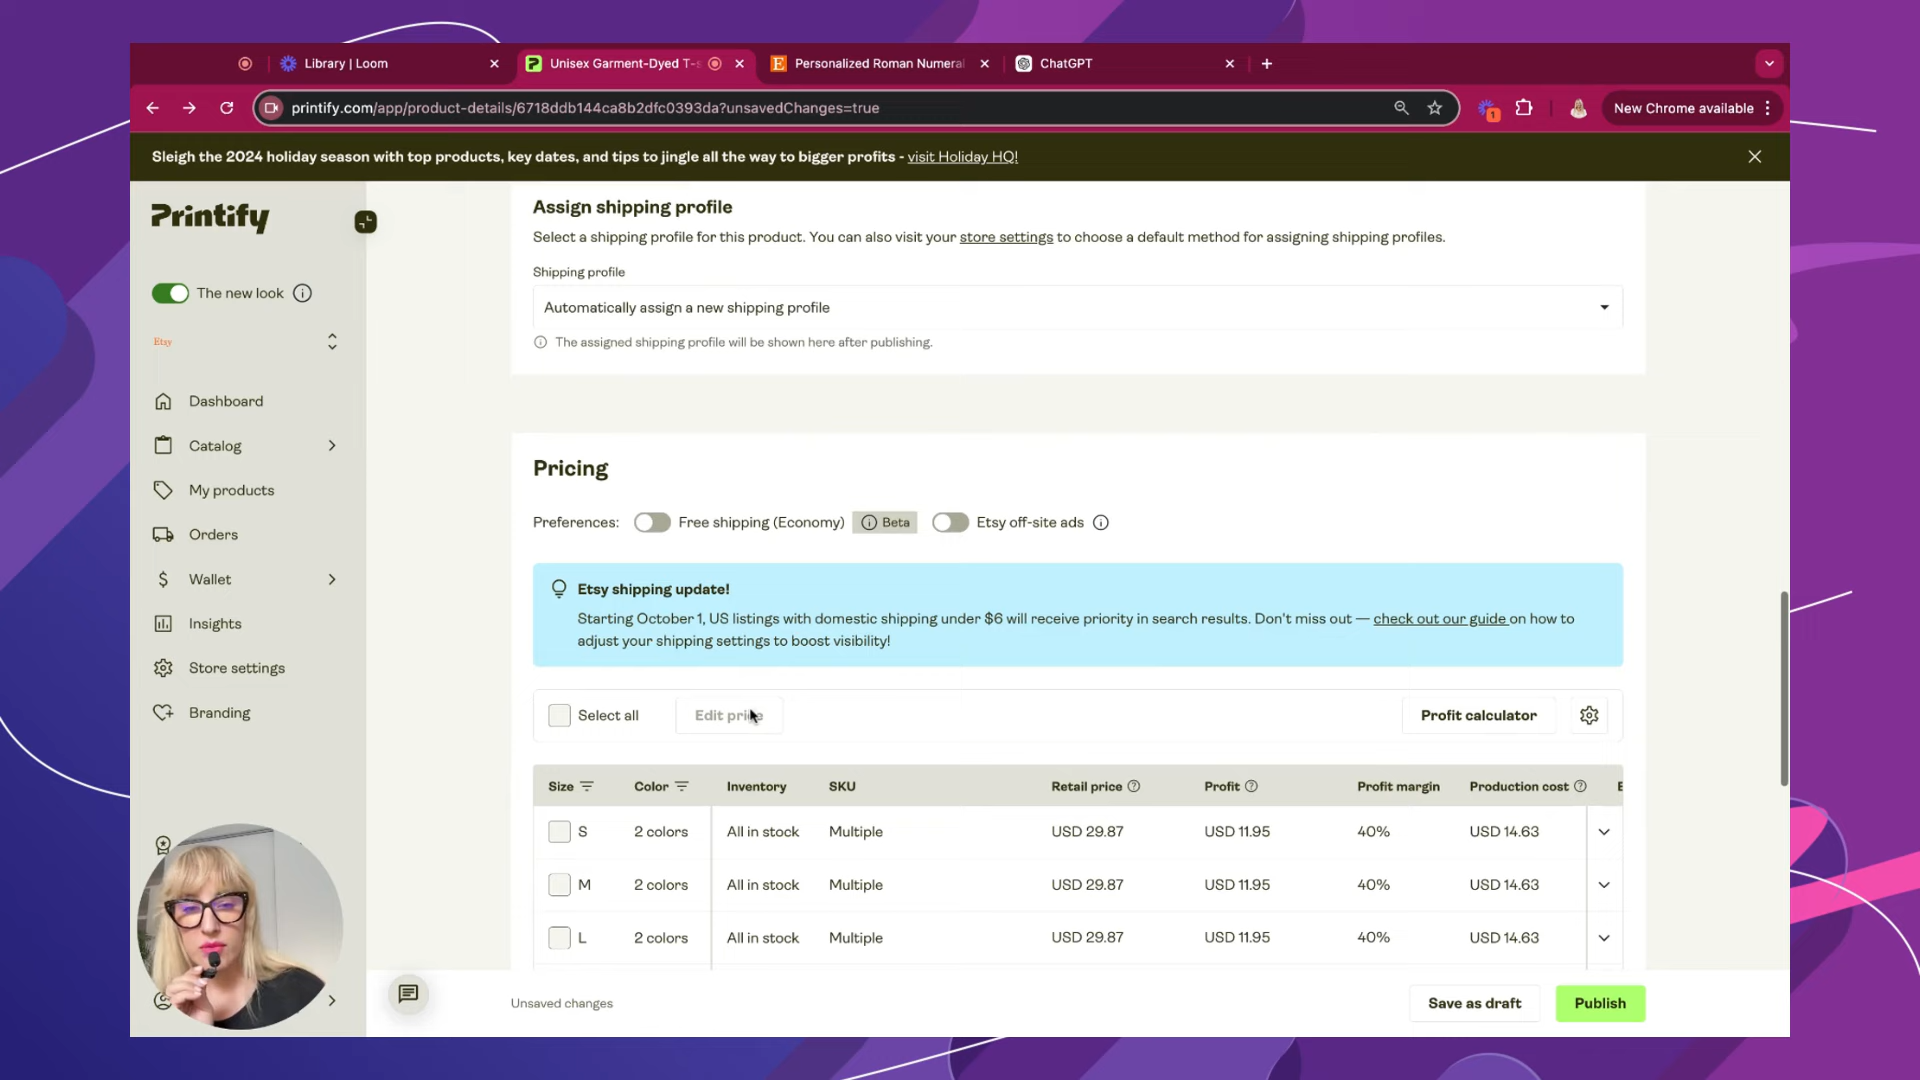 Library | Loom
Unisex Garment-Dyed T-s
Personalized Roman Numeral
ChatGPT
printify.com/app/product-details/6718ddb144ca8b2dfc0393da?unsavedChanges=true
1
New Chrome available
Sleigh the 2024 holiday season with top products, key dates, and tips to jingle all the way to bigger profits - visit Holiday HQ!
Printify
The new look
Etsy
Dashboard
Catalog
My products
Orders
Wallet
Insights
Store settings
Branding
Assign shipping profile
Select a shipping profile for this product. You can also visit your store settings to choose a default method for assigning shipping profiles.
Shipping profile
Automatically assign a new shipping profile
The assigned shipping profile will be shown here after publishing.
Pricing
Preferences: Free shipping (Economy) Beta Etsy off-site ads
Etsy shipping update!
Starting October 1, US listings with domestic shipping under $6 will receive priority in search results. Don't miss out — check out our guide on how to
adjust your shipping settings to boost visibility!
Select all Edit price Profit calculator
Size Color Inventory SKU Retail price Profit Profit margin Production cost
S 2 colors All in stock Multiple USD 29.87 USD 11.95 40% USD 14.63
M 2 colors All in stock Multiple USD 29.87 USD 11.95 40% USD 14.63
L 2 colors All in stock Multiple USD 29.87 USD 11.95 40% USD 14.63
Unsaved changes Save as draft Publish